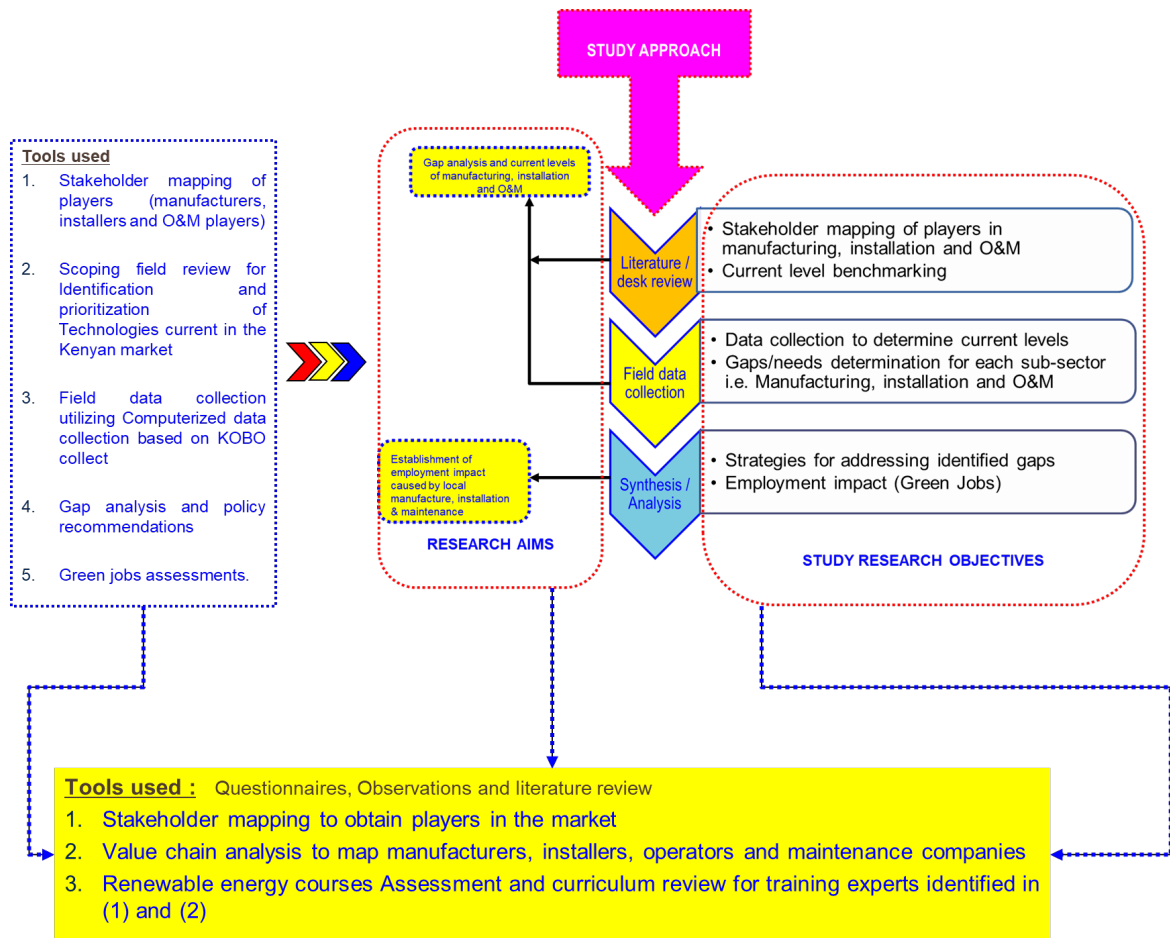 STUDY APPROACH
Tools used
1. Stakeholder mapping of
players (manufacturers,
installers and O&M players)
2. Scoping field review for
Identification and
prioritization of
Technologies current in the
Kenyan market
3. Field data collection
utilizing Computerized data
collection based on KOBO
collect
4. Gap analysis and policy
recommendations
5. Green jobs assessments.
Gap analysis and current levels
of manufacturing, installation
and O&M
Establishment of
employment impact
caused by local
manufacture, installation
& maintenance
RESEARCH AIMS
Literature /
desk review
• Stakeholder mapping of players in
manufacturing, installation and O&M
• Current level benchmarking
Field data
collection
• Data collection to determine current levels
• Gaps/needs determination for each sub-sector
i.e. Manufacturing, installation and O&M
Synthesis /
Analysis
• Strategies for addressing identified gaps
• Employment impact (Green Jobs)
STUDY RESEARCH OBJECTIVES
Tools used : Questionnaires, Observations and literature review
1. Stakeholder mapping to obtain players in the market
2. Value chain analysis to map manufacturers, installers, operators and maintenance companies
3. Renewable energy courses Assessment and curriculum review for training experts identified in
(1) and (2)